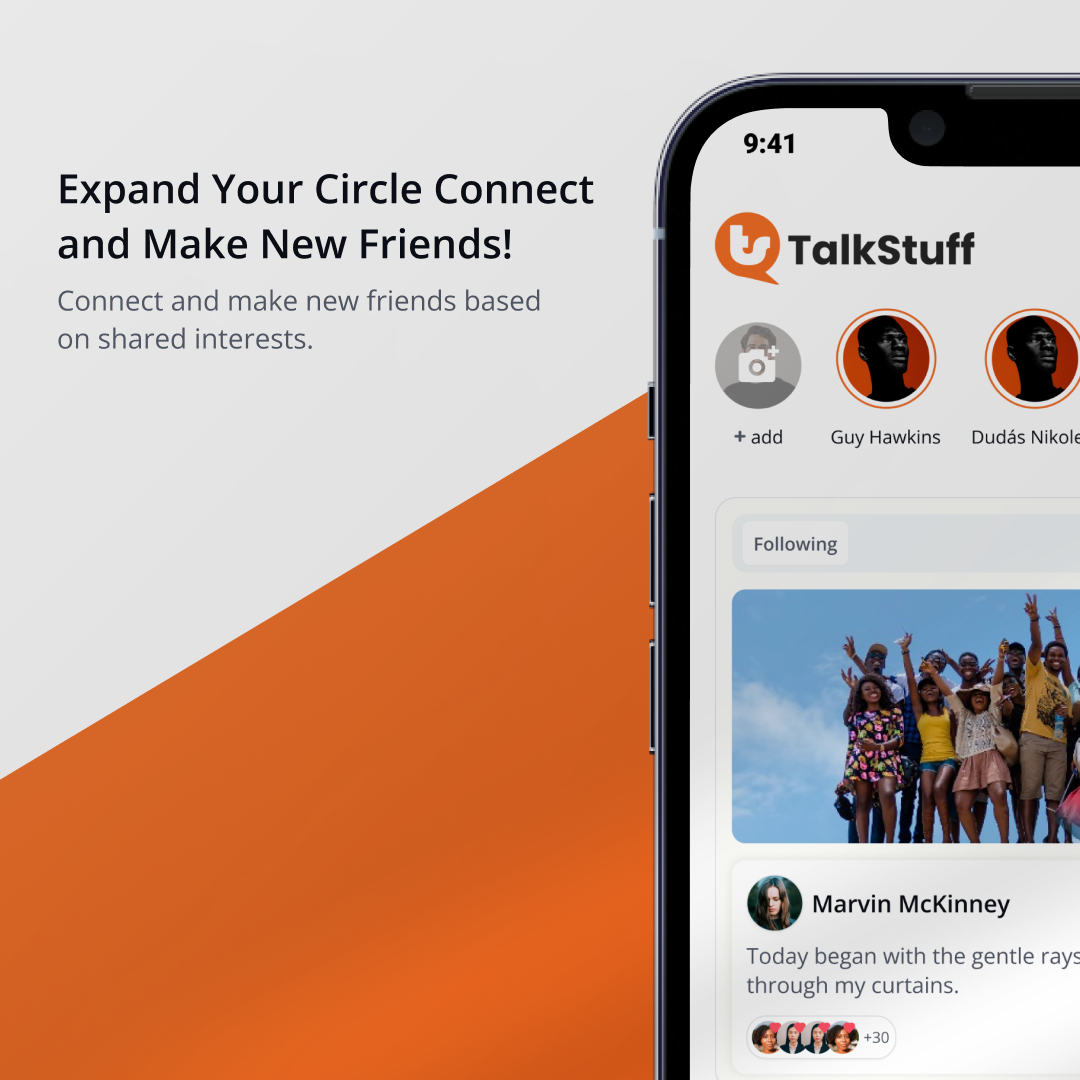 Expand Your Circle Connect
and Make New Friends!
Connect and make new friends based
on shared interests.
9:41
ts TalkStuff
+ add
Guy Hawkins
Dudás Nikole
Following
Marvin McKinney
Today began with the gentle rays
through my curtains.
+30